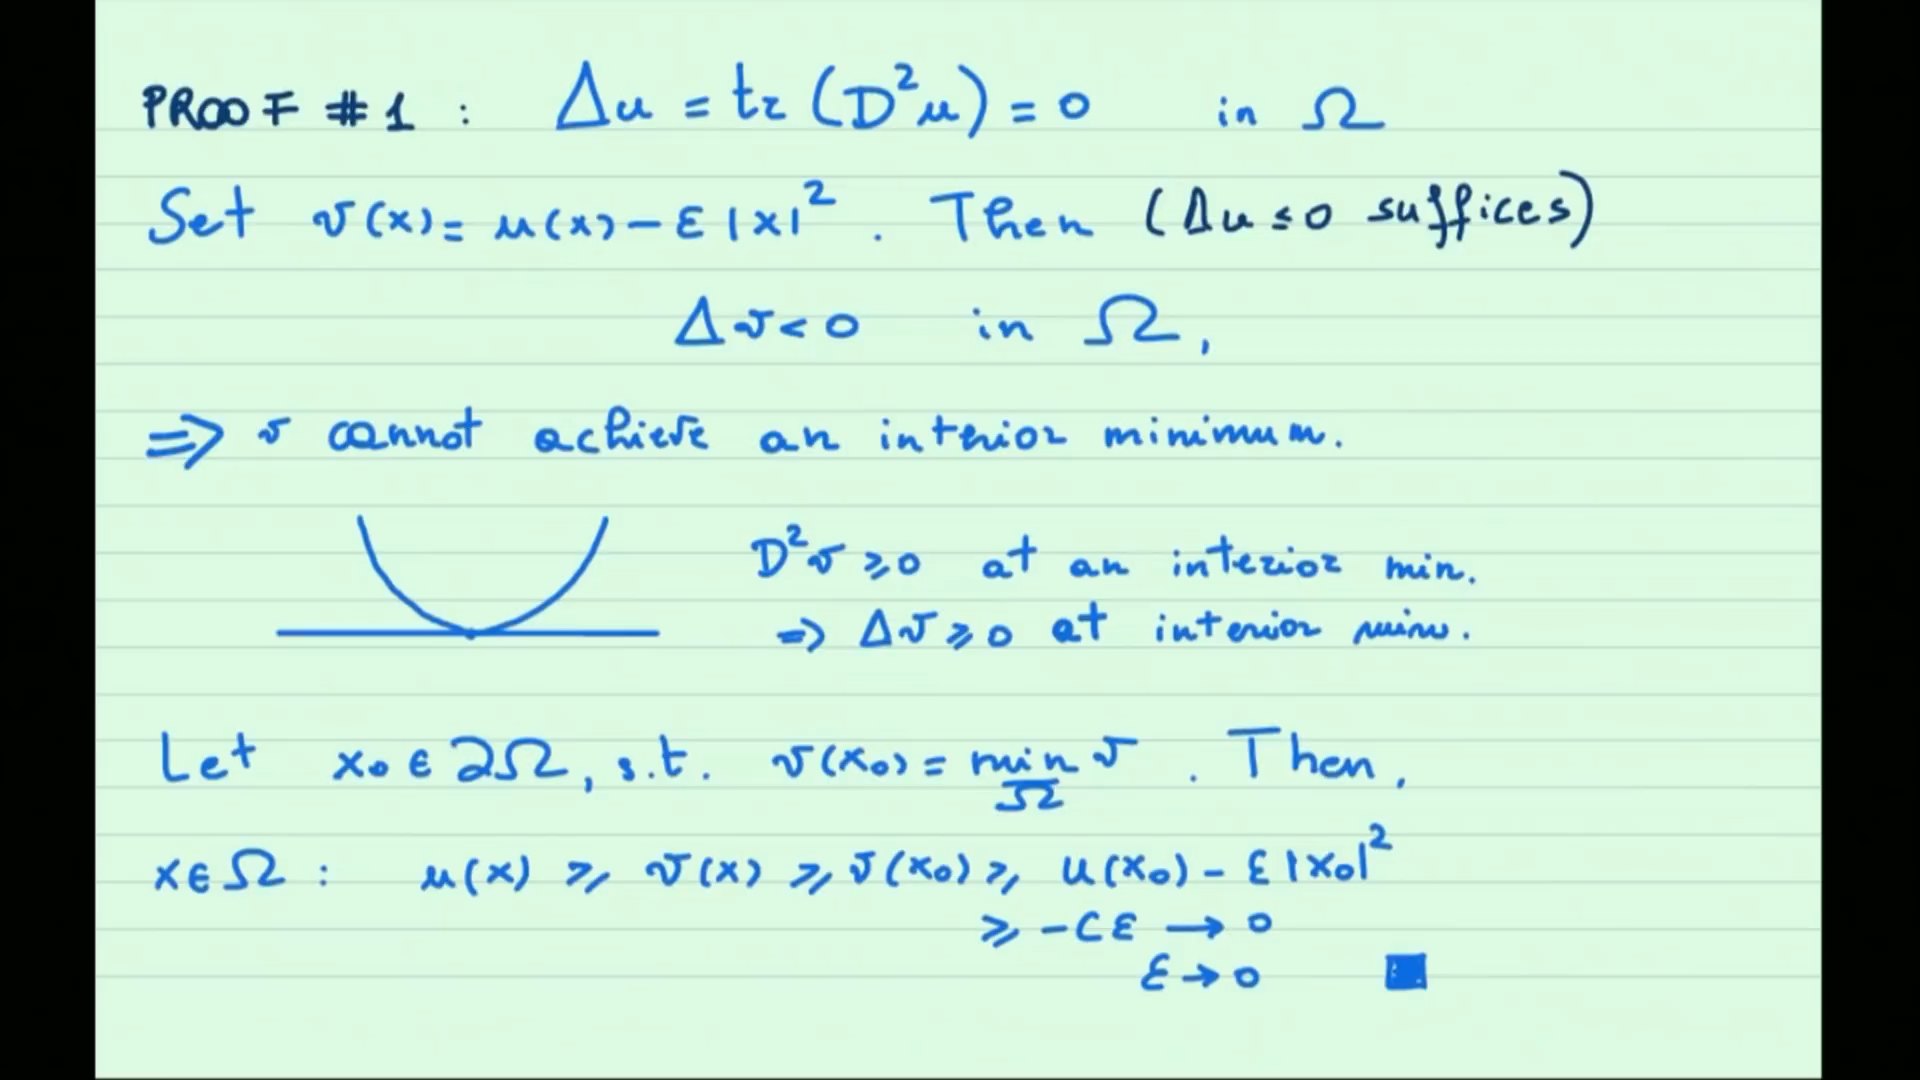 PROOF #1 : Δu = tr (D²u) = 0 in Ω
Set v(x) = u(x) - ε|x|². Then (Δu ≤ 0 suffices)
Δv < 0 in Ω,
⇒ v cannot achieve an interior minimum.
D²v ⩾ 0 at an interior min.
⇒ Δv ⩾ 0 at interior mins.
Let x₀ ∈ ∂Ω, s.t. v(x₀) = min v . Then,
Ω̅
x ∈ Ω : u(x) ⩾ v(x) ⩾ v(x₀) ⩾ u(x₀) - ε|x₀|²
⩾ -Cε → 0
ε → 0 ■